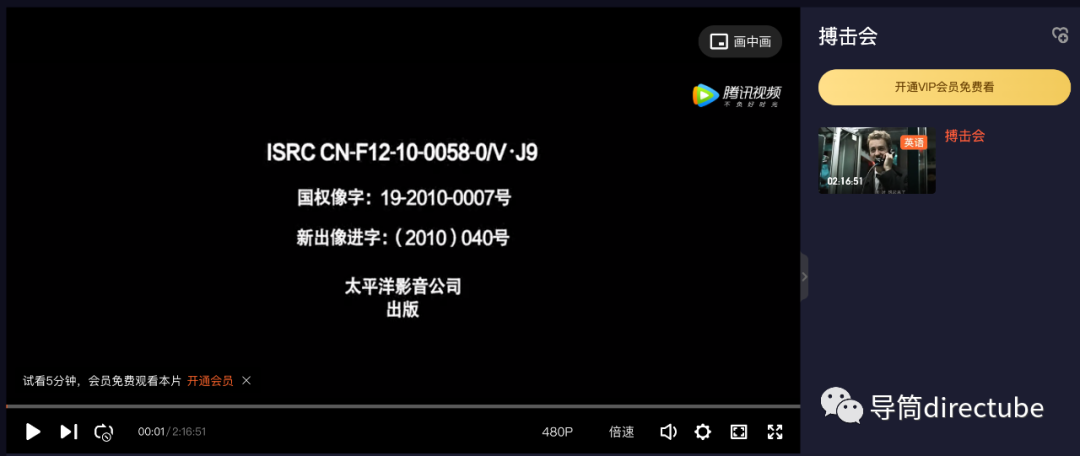 画中画
腾讯视频
不负好时光
ISRC CN-F12-10-0058-0/V·J9
国权像字：19-2010-0007号
新出像进字：（2010）040号
太平洋影音公司
出版
试看5分钟，会员免费观看本片 开通会员 ×
00:01/2:16:51
480P
倍速
搏击会
开通VIP会员免费看
英语
02:16:51
搏击会
导筒directube